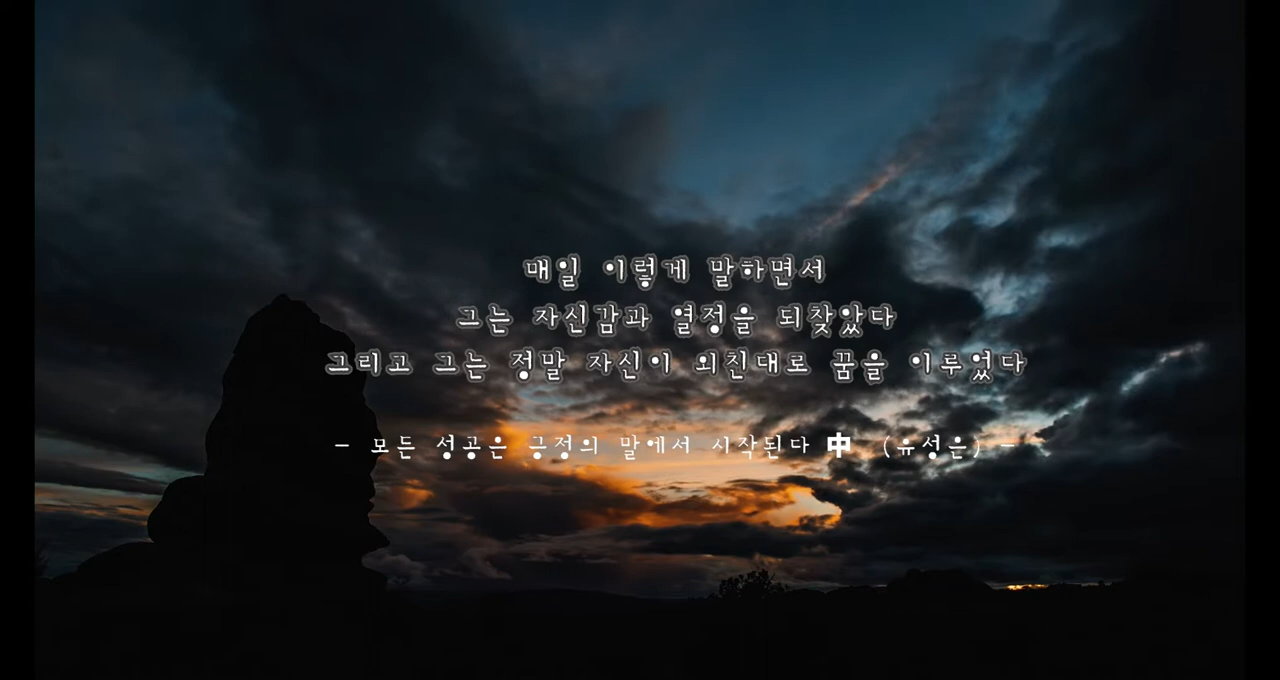 매일 이렇게 말하면서
그는 자신감과 열정을 되찾았다
그리고 그는 정말 자신이 외친대로 꿈을 이루었다
- 모든 성공은 긍정의 말에서 시작된다 中 (유성은) -